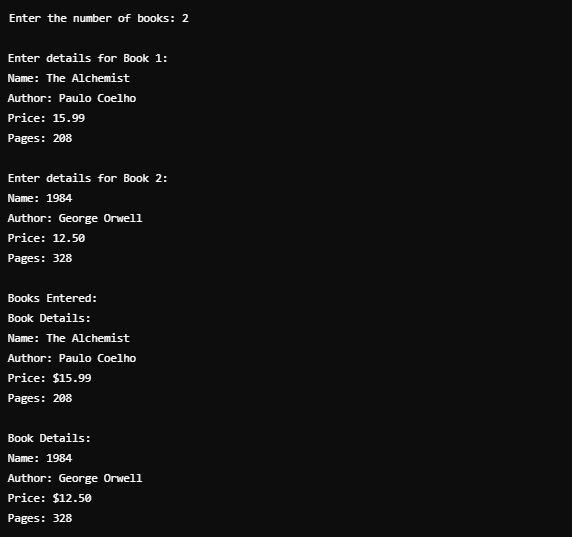 Enter the number of books: 2
Enter details for Book 1:
Name: The Alchemist
Author: Paulo Coelho
Price: 15.99
Pages: 208
Enter details for Book 2:
Name: 1984
Author: George Orwell
Price: 12.50
Pages: 328
Books Entered:
Book Details:
Name: The Alchemist
Author: Paulo Coelho
Price: $15.99
Pages: 208
Book Details:
Name: 1984
Author: George Orwell
Price: $12.50
Pages: 328